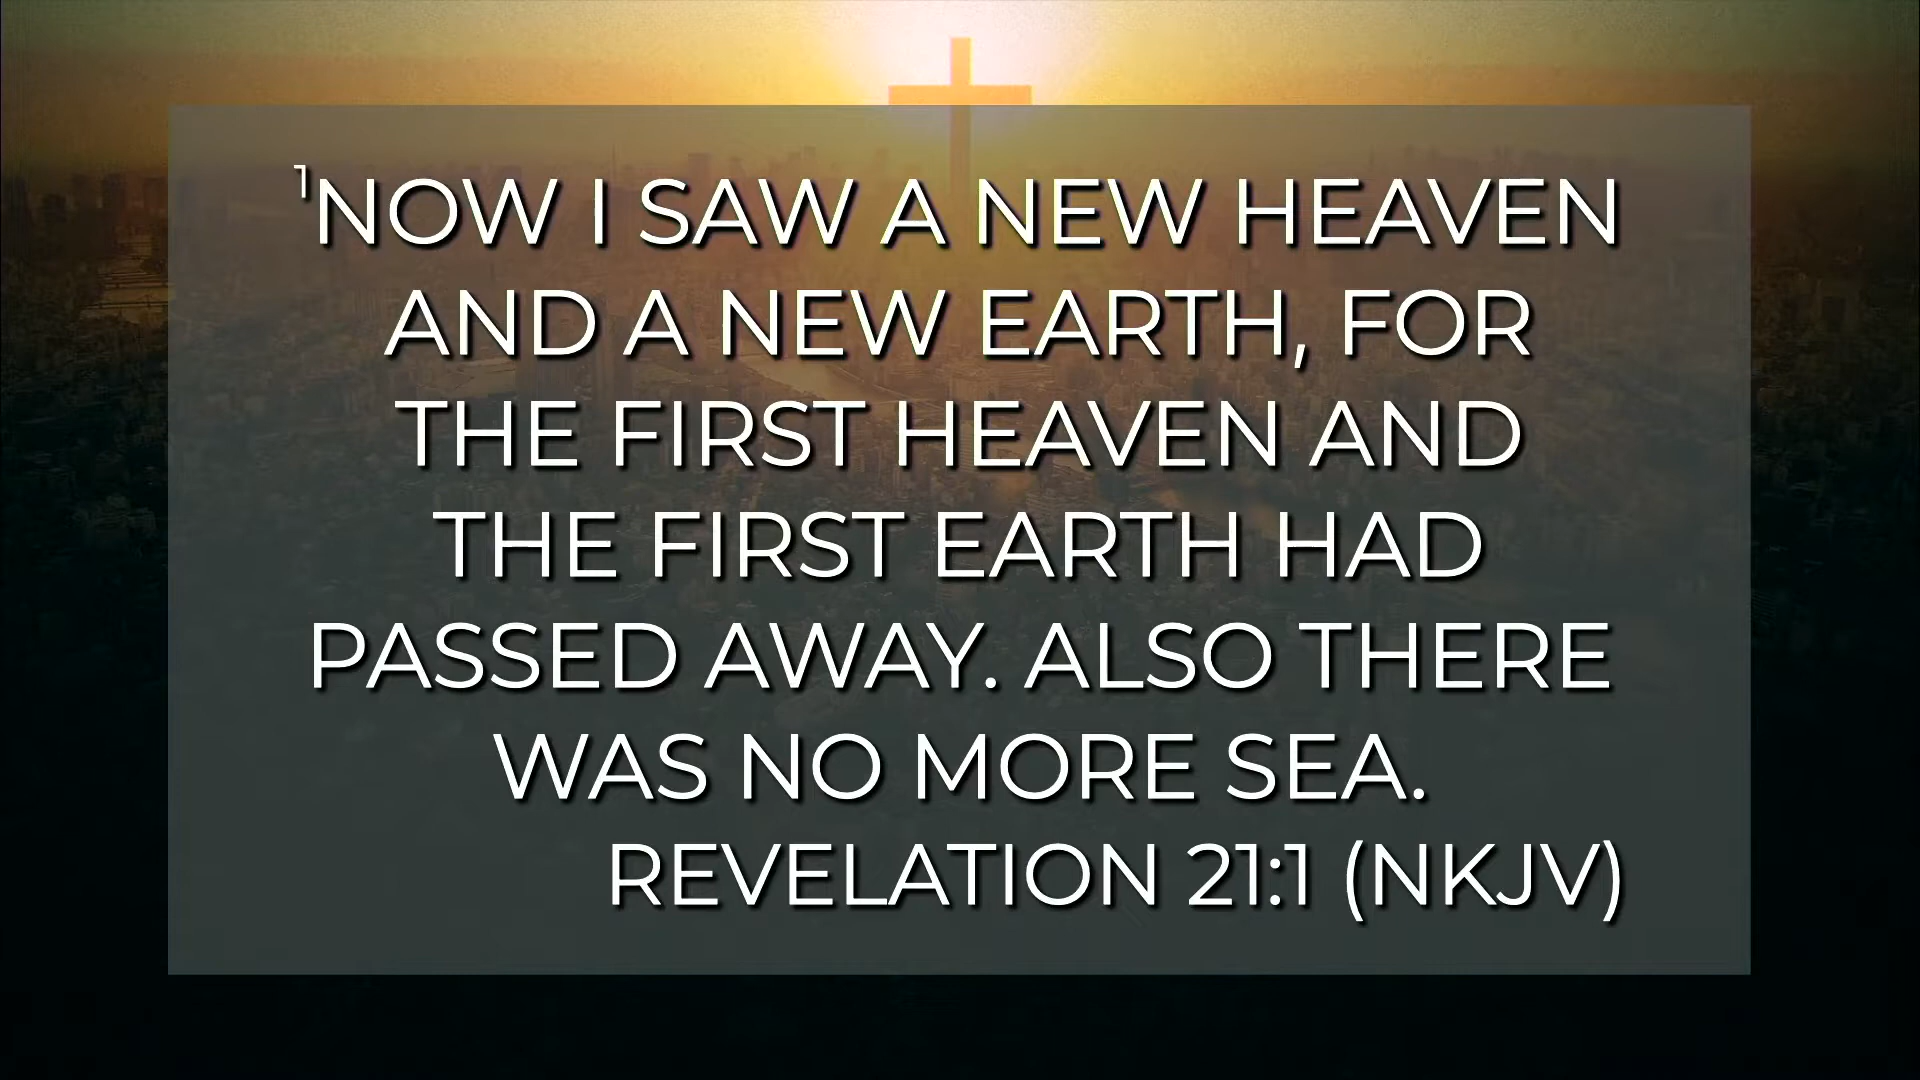 ¹NOW I SAW A NEW HEAVEN
AND A NEW EARTH, FOR
THE FIRST HEAVEN AND
THE FIRST EARTH HAD
PASSED AWAY. ALSO THERE
WAS NO MORE SEA.
REVELATION 21:1 (NKJV)